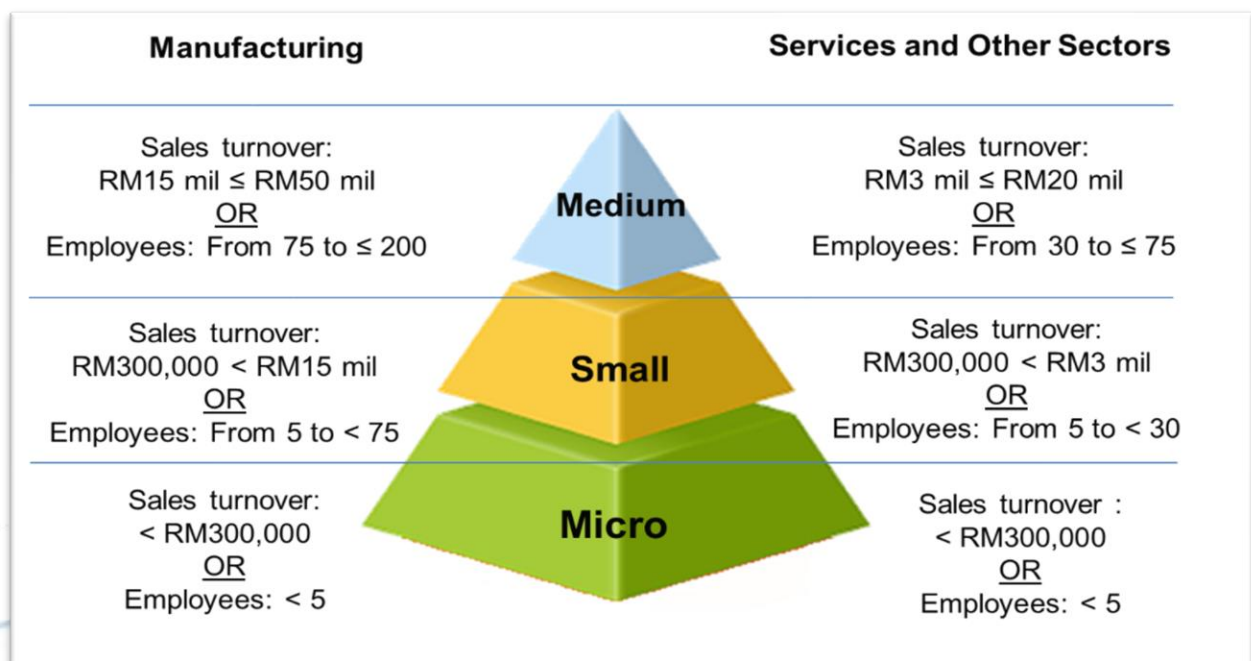 Manufacturing
Services and Other Sectors
Sales turnover:
RM15 mil ≤ RM50 mil
OR
Employees: From 75 to ≤ 200
Medium
Sales turnover:
RM3 mil ≤ RM20 mil
OR
Employees: From 30 to ≤ 75
Sales turnover:
RM300,000 < RM15 mil
OR
Employees: From 5 to < 75
Small
Sales turnover:
RM300,000 < RM3 mil
OR
Employees: From 5 to < 30
Sales turnover:
< RM300,000
OR
Employees: < 5
Micro
Sales turnover :
< RM300,000
OR
Employees: < 5